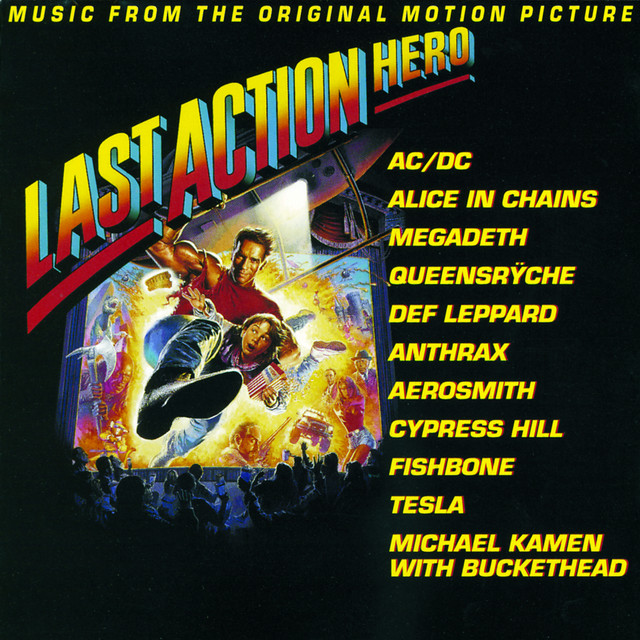 MUSIC FROM THE ORIGINAL MOTION PICTURE
LAST ACTION HERO
AC/DC
ALICE IN CHAINS
MEGADETH
QUEENSRŸCHE
DEF LEPPARD
ANTHRAX
AEROSMITH
CYPRESS HILL
FISHBONE
TESLA
MICHAEL KAMEN
WITH BUCKETHEAD